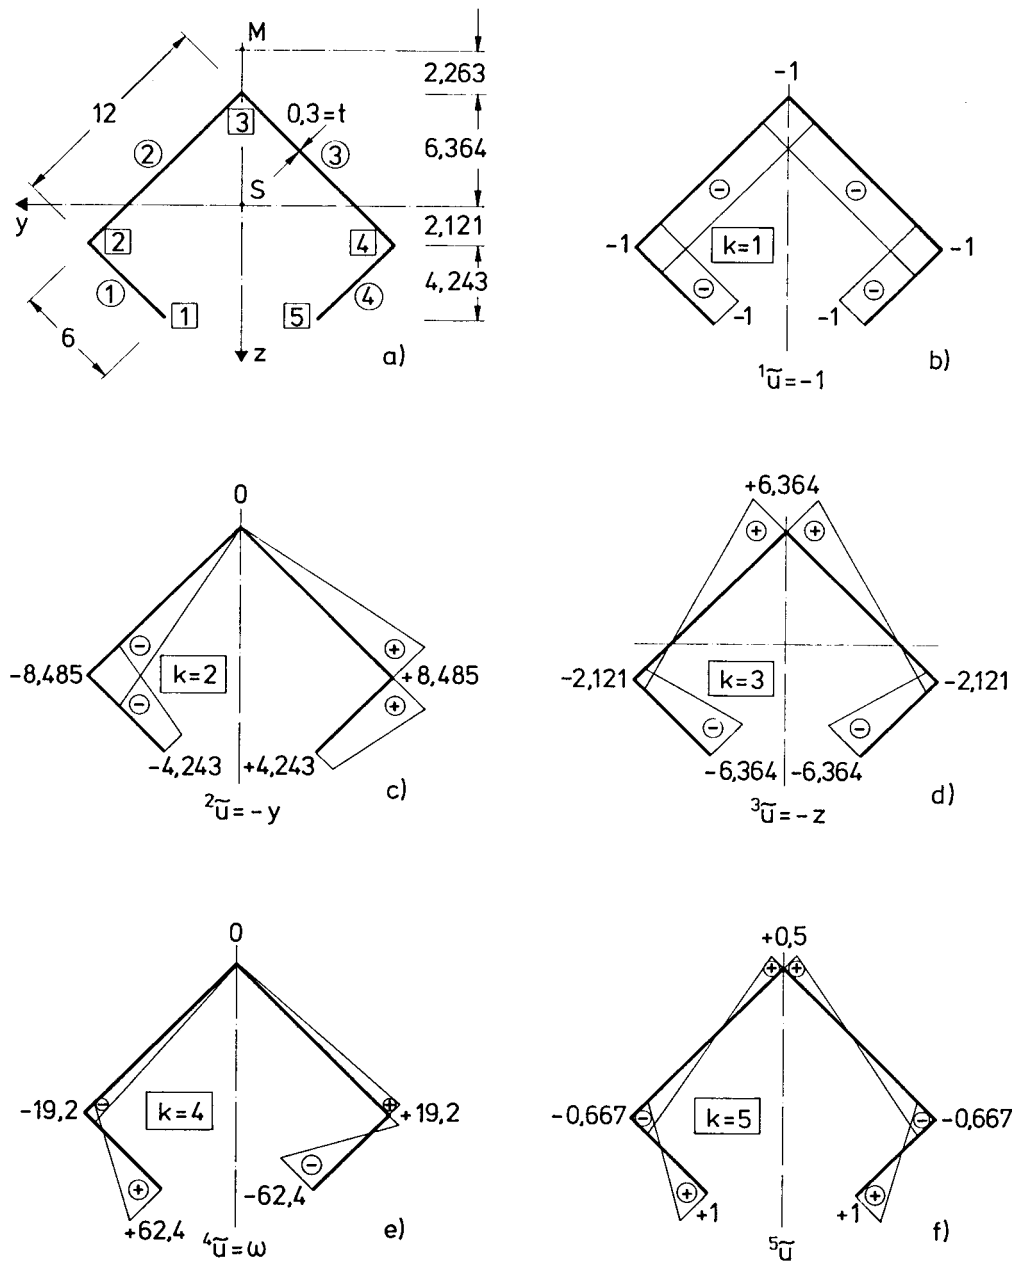 M
2,263
12
3
0,3=t
2
3
6,364
S
y
2
4
2,121
1
4
4,243
1
5
6
z
a)
-1
-1
k=1
-1
-1
-1
¹ũ=-1
b)
0
-8,485
k=2
+8,485
-4,243
+4,243
²ũ=-y
c)
+6,364
-2,121
k=3
-2,121
-6,364
-6,364
³ũ=-z
d)
0
-19,2
k=4
+19,2
+62,4
-62,4
⁴ũ=ω
e)
+0,5
-0,667
k=5
-0,667
+1
+1
⁵ũ
f)